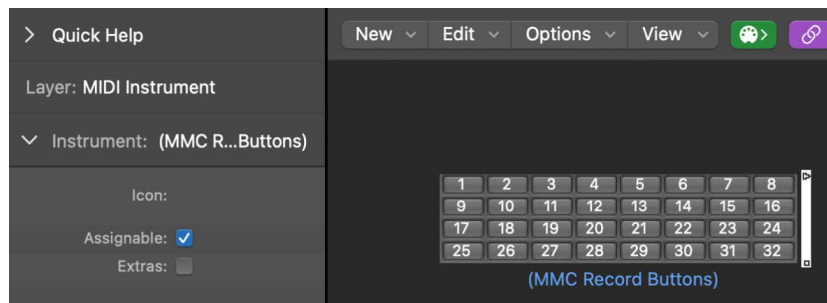 Quick Help
Layer: MIDI Instrument
Instrument: (MMC R...Buttons)
Icon:
Assignable:
Extras:
New Edit Options View
1 2 3 4 5 6 7 8
9 10 11 12 13 14 15 16
17 18 19 20 21 22 23 24
25 26 27 28 29 30 31 32
(MMC Record Buttons)